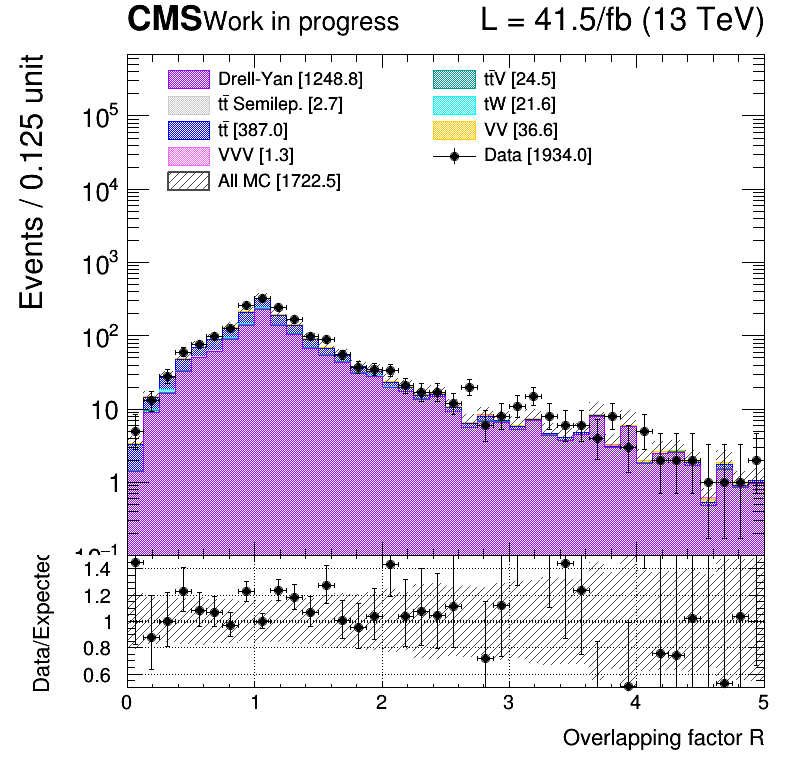 CMS Work in progress L = 41.5/fb (13 TeV)
Events / 0.125 unit
Drell-Yan [1248.8]
tt̄ Semilep. [2.7]
tt̄ [387.0]
VVV [1.3]
All MC [1722.5]
tt̄V [24.5]
tW [21.6]
VV [36.6]
Data [1934.0]
10⁵
10⁴
10³
10²
10
1
10⁻¹
Data/Expected
1.4
1.2
1
0.8
0.6
0 1 2 3 4 5
Overlapping factor R